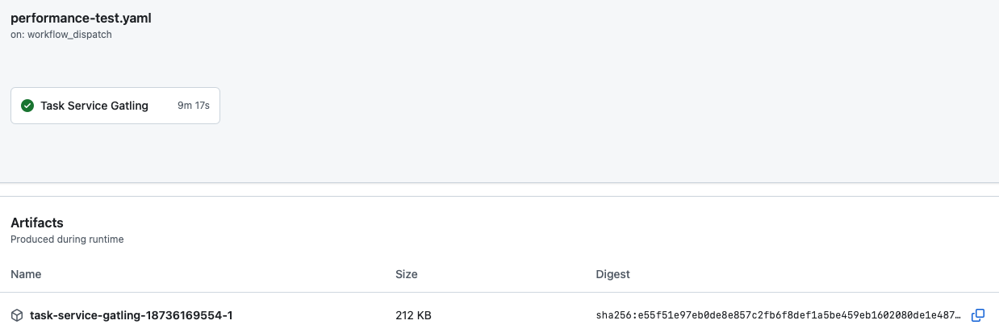 performance-test.yaml
on: workflow_dispatch
Task Service Gatling 9m 17s
Artifacts
Produced during runtime
Name Size Digest
task-service-gatling-18736169554-1 212 KB sha256:e55f51e97eb0de8e857c2fb6f8def1a5be459eb1602080de1e487…